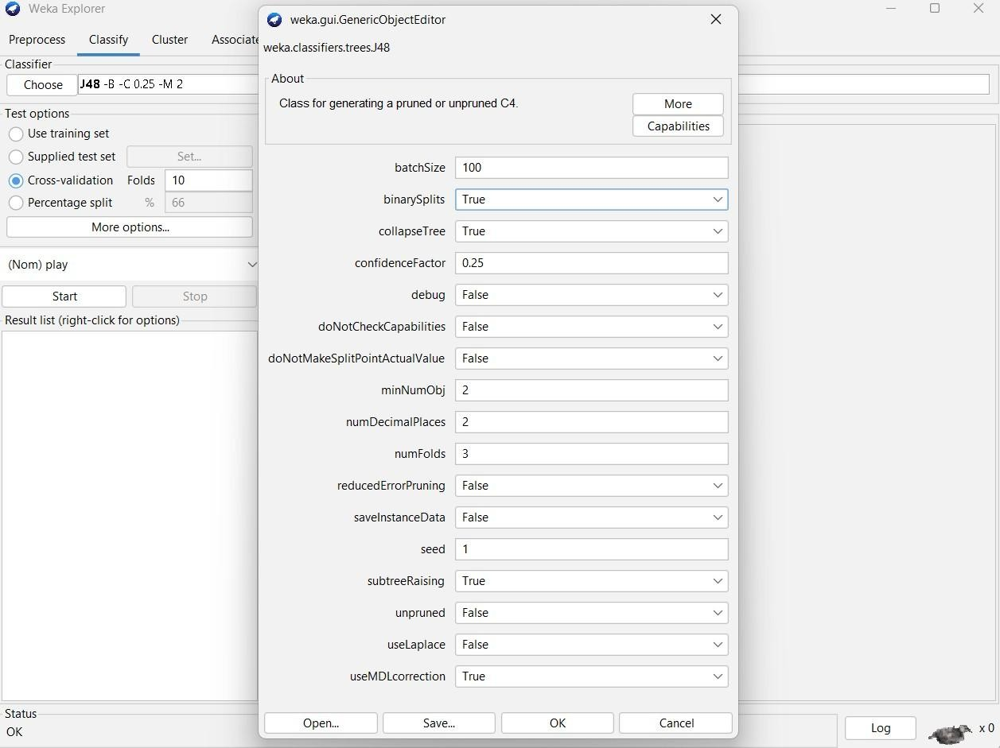 Weka Explorer
Preprocess Classify Cluster Associate
Classifier
Choose J48 -B -C 0.25 -M 2
Test options
Use training set
Supplied test set Set...
Cross-validation Folds 10
Percentage split % 66
More options...
(Nom) play
Start Stop
Result list (right-click for options)
Status
OK
weka.gui.GenericObjectEditor
weka.classifiers.trees.J48
About
Class for generating a pruned or unpruned C4.
More
Capabilities
batchSize 100
binarySplits True
collapseTree True
confidenceFactor 0.25
debug False
doNotCheckCapabilities False
doNotMakeSplitPointActualValue False
minNumObj 2
numDecimalPlaces 2
numFolds 3
reducedErrorPruning False
saveInstanceData False
seed 1
subtreeRaising True
unpruned False
useLaplace False
useMDLcorrection True
Open... Save... OK Cancel
Log x 0